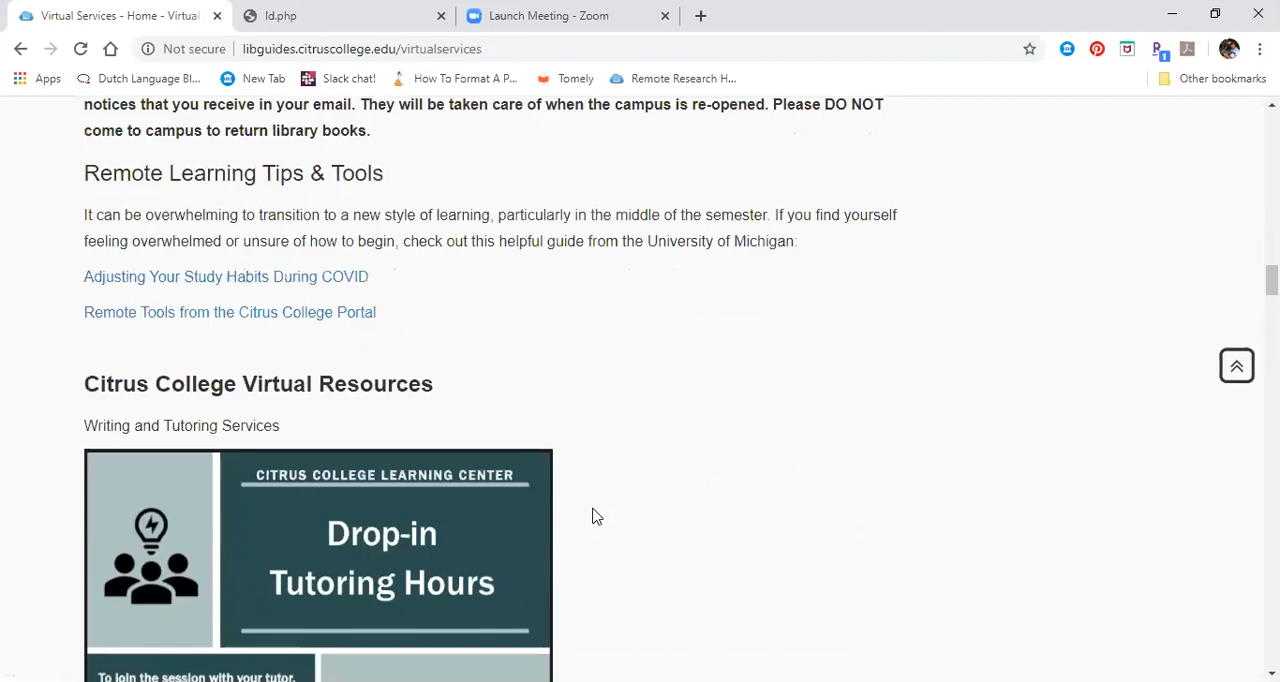 Virtual Services - Home - Virtual
ld.php
Launch Meeting - Zoom
Not secure
libguides.citruscollege.edu/virtualservices
Apps
Dutch Language Bl...
New Tab
Slack chat!
How To Format A P...
Tomely
Remote Research H...
Other bookmarks
notices that you receive in your email. They will be taken care of when the campus is re-opened. Please DO NOT
come to campus to return library books.
Remote Learning Tips & Tools
It can be overwhelming to transition to a new style of learning, particularly in the middle of the semester. If you find yourself
feeling overwhelmed or unsure of how to begin, check out this helpful guide from the University of Michigan:
Adjusting Your Study Habits During COVID
Remote Tools from the Citrus College Portal
Citrus College Virtual Resources
Writing and Tutoring Services
CITRUS COLLEGE LEARNING CENTER
Drop-in
Tutoring Hours
To join the session with your tutor,